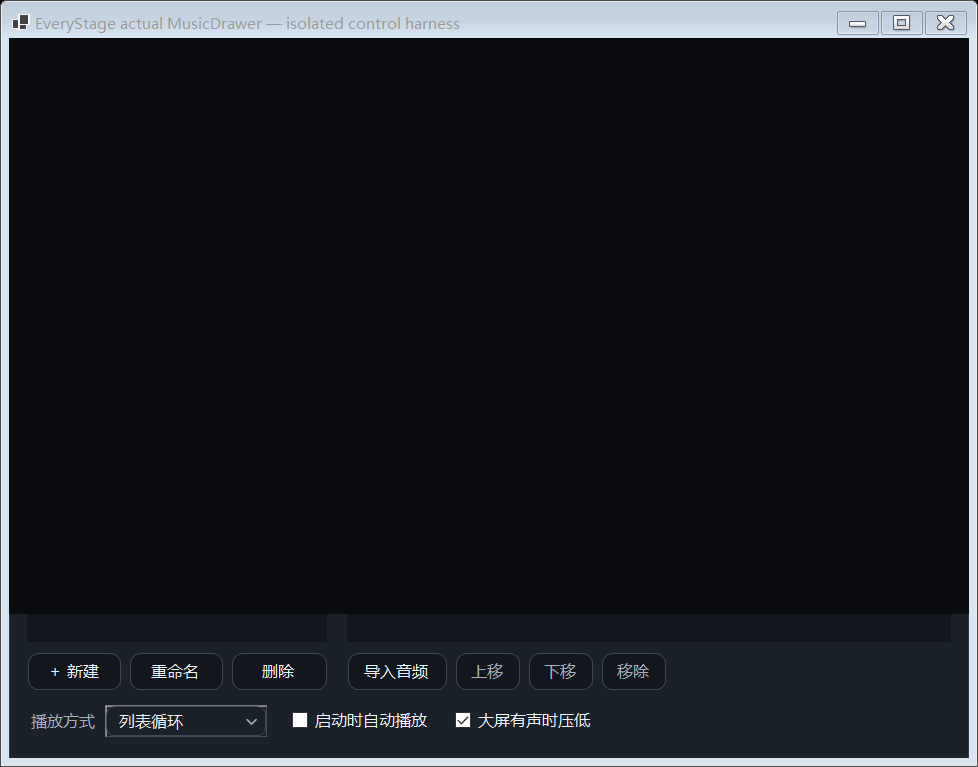 EveryStage actual MusicDrawer — isolated control harness
+ 新建 重命名 删除 导入音频 上移 下移 移除
播放方式 列表循环 启动时自动播放 大屏有声时压低